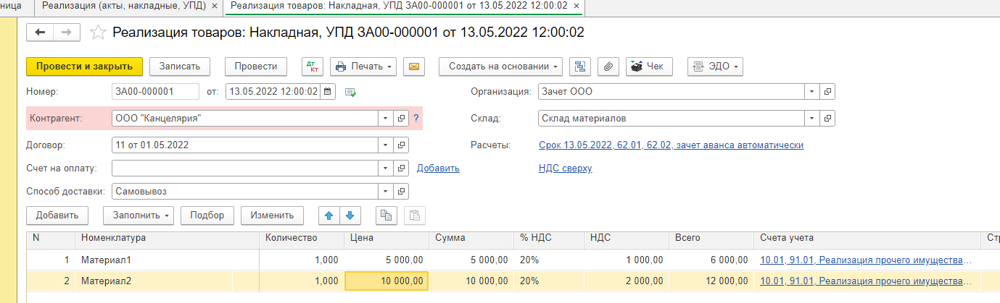 ница Реализация (акты, накладные, УПД) × Реализация товаров: Накладная, УПД ЗА00-000001 от 13.05.2022 12:00:02 ×
Реализация товаров: Накладная, УПД ЗА00-000001 от 13.05.2022 12:00:02
Провести и закрыть Записать Провести Дт Кт Печать Создать на основании Чек ЭДО
Номер: ЗА00-000001 от: 13.05.2022 12:00:02 Организация: Зачет ООО
Контрагент: ООО "Канцелярия" ? Склад: Склад материалов
Договор: 11 от 01.05.2022 Расчеты: Срок 13.05.2022, 62.01, 62.02, зачет аванса автоматически
Счет на оплату: Добавить НДС сверху
Способ доставки: Самовывоз
Добавить Заполнить Подбор Изменить
N Номенклатура Количество Цена Сумма % НДС НДС Всего Счета учета Стр
1 Материал1 1,000 5 000,00 5 000,00 20% 1 000,00 6 000,00 10.01, 91.01, Реализация прочего имущества...
2 Материал2 1,000 10 000,00 10 000,00 20% 2 000,00 12 000,00 10.01, 91.01, Реализация прочего имущества...